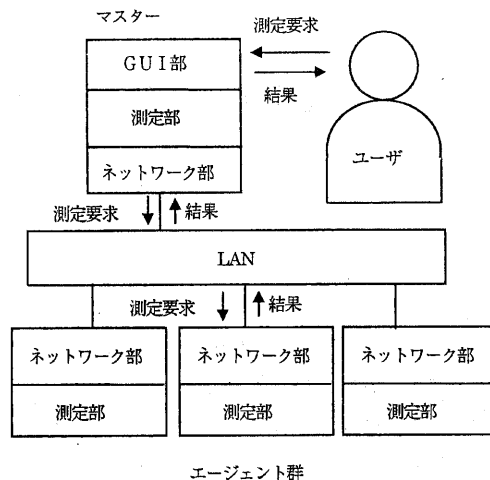 マスター
測定要求
GUI部
結果
測定部
ユーザ
ネットワーク部
測定要求
結果
LAN
測定要求
結果
ネットワーク部
ネットワーク部
ネットワーク部
測定部
測定部
測定部
エージェント群